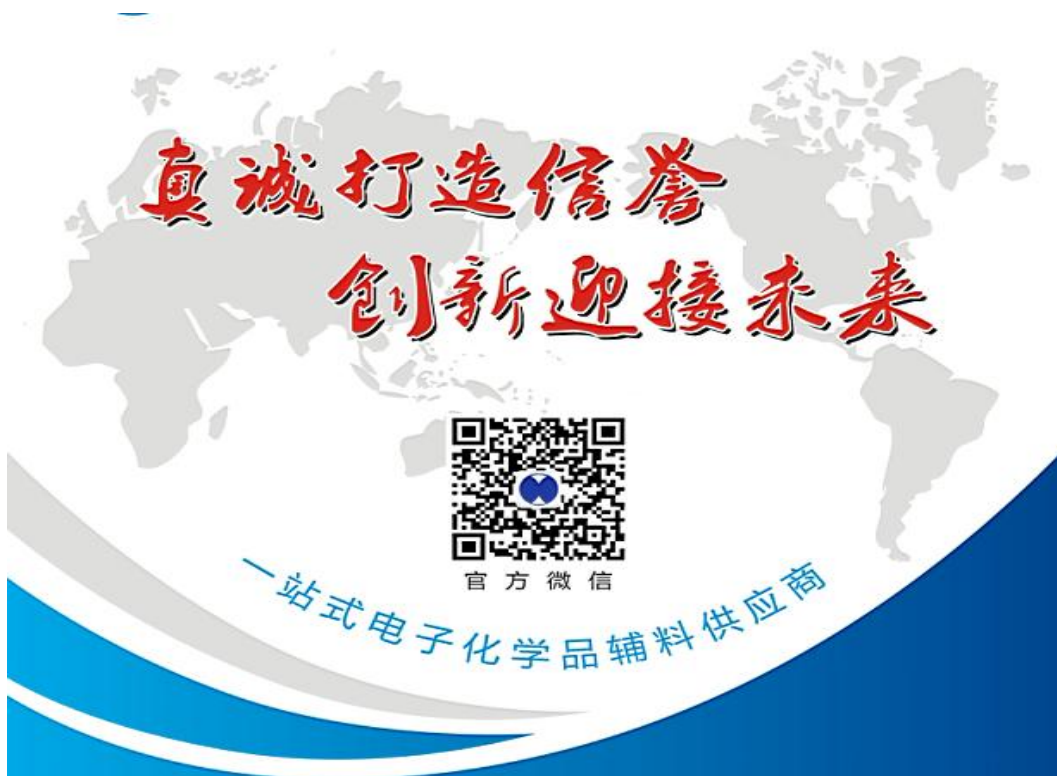 真诚打造信誉
创新迎接未来
官方微信
一站式电子化学品辅料供应商